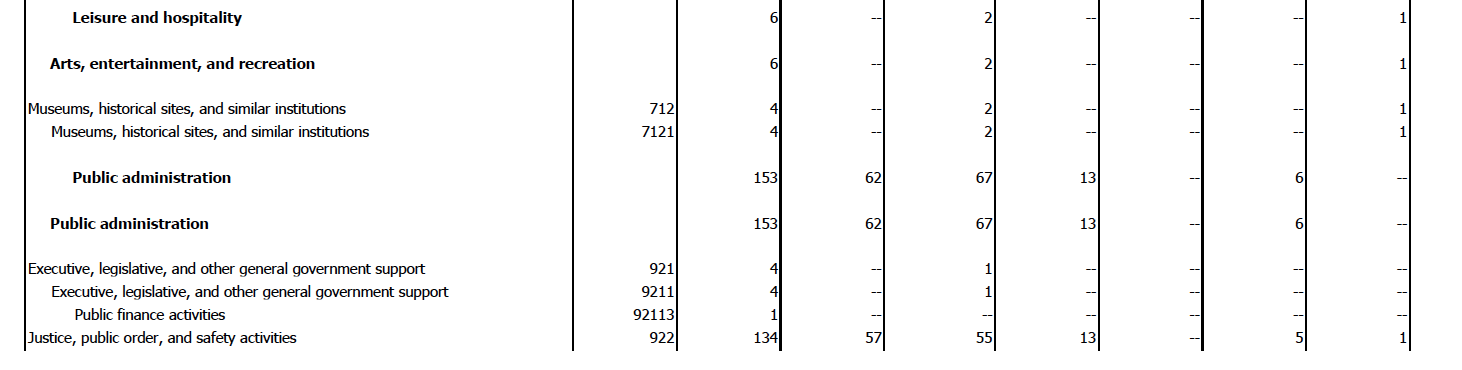 Leisure and hospitality 6 -- 2 -- -- -- 1
Arts, entertainment, and recreation 6 -- 2 -- -- -- 1
Museums, historical sites, and similar institutions 712 4 -- 2 -- -- -- 1
Museums, historical sites, and similar institutions 7121 4 -- 2 -- -- -- 1
Public administration 153 62 67 13 -- 6 --
Public administration 153 62 67 13 -- 6 --
Executive, legislative, and other general government support 921 4 -- 1 -- -- -- --
Executive, legislative, and other general government support 9211 4 -- 1 -- -- -- --
Public finance activities 92113 1 -- -- -- -- -- --
Justice, public order, and safety activities 922 134 57 55 13 -- 5 1